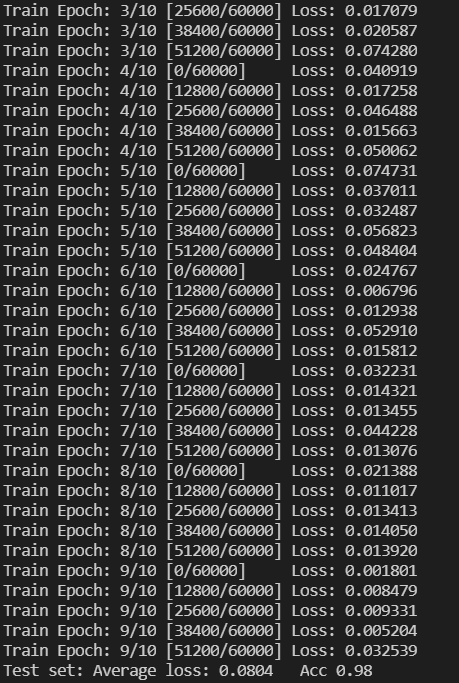 Train Epoch: 3/10 [25600/60000] Loss: 0.017079
Train Epoch: 3/10 [38400/60000] Loss: 0.020587
Train Epoch: 3/10 [51200/60000] Loss: 0.074280
Train Epoch: 4/10 [0/60000]     Loss: 0.040919
Train Epoch: 4/10 [12800/60000] Loss: 0.017258
Train Epoch: 4/10 [25600/60000] Loss: 0.046488
Train Epoch: 4/10 [38400/60000] Loss: 0.015663
Train Epoch: 4/10 [51200/60000] Loss: 0.050062
Train Epoch: 5/10 [0/60000]     Loss: 0.074731
Train Epoch: 5/10 [12800/60000] Loss: 0.037011
Train Epoch: 5/10 [25600/60000] Loss: 0.032487
Train Epoch: 5/10 [38400/60000] Loss: 0.056823
Train Epoch: 5/10 [51200/60000] Loss: 0.048404
Train Epoch: 6/10 [0/60000]     Loss: 0.024767
Train Epoch: 6/10 [12800/60000] Loss: 0.006796
Train Epoch: 6/10 [25600/60000] Loss: 0.012938
Train Epoch: 6/10 [38400/60000] Loss: 0.052910
Train Epoch: 6/10 [51200/60000] Loss: 0.015812
Train Epoch: 7/10 [0/60000]     Loss: 0.032231
Train Epoch: 7/10 [12800/60000] Loss: 0.014321
Train Epoch: 7/10 [25600/60000] Loss: 0.013455
Train Epoch: 7/10 [38400/60000] Loss: 0.044228
Train Epoch: 7/10 [51200/60000] Loss: 0.013076
Train Epoch: 8/10 [0/60000]     Loss: 0.021388
Train Epoch: 8/10 [12800/60000] Loss: 0.011017
Train Epoch: 8/10 [25600/60000] Loss: 0.013413
Train Epoch: 8/10 [38400/60000] Loss: 0.014050
Train Epoch: 8/10 [51200/60000] Loss: 0.013920
Train Epoch: 9/10 [0/60000]     Loss: 0.001801
Train Epoch: 9/10 [12800/60000] Loss: 0.008479
Train Epoch: 9/10 [25600/60000] Loss: 0.009331
Train Epoch: 9/10 [38400/60000] Loss: 0.005204
Train Epoch: 9/10 [51200/60000] Loss: 0.032539
Test set: Average loss: 0.0804   Acc 0.98